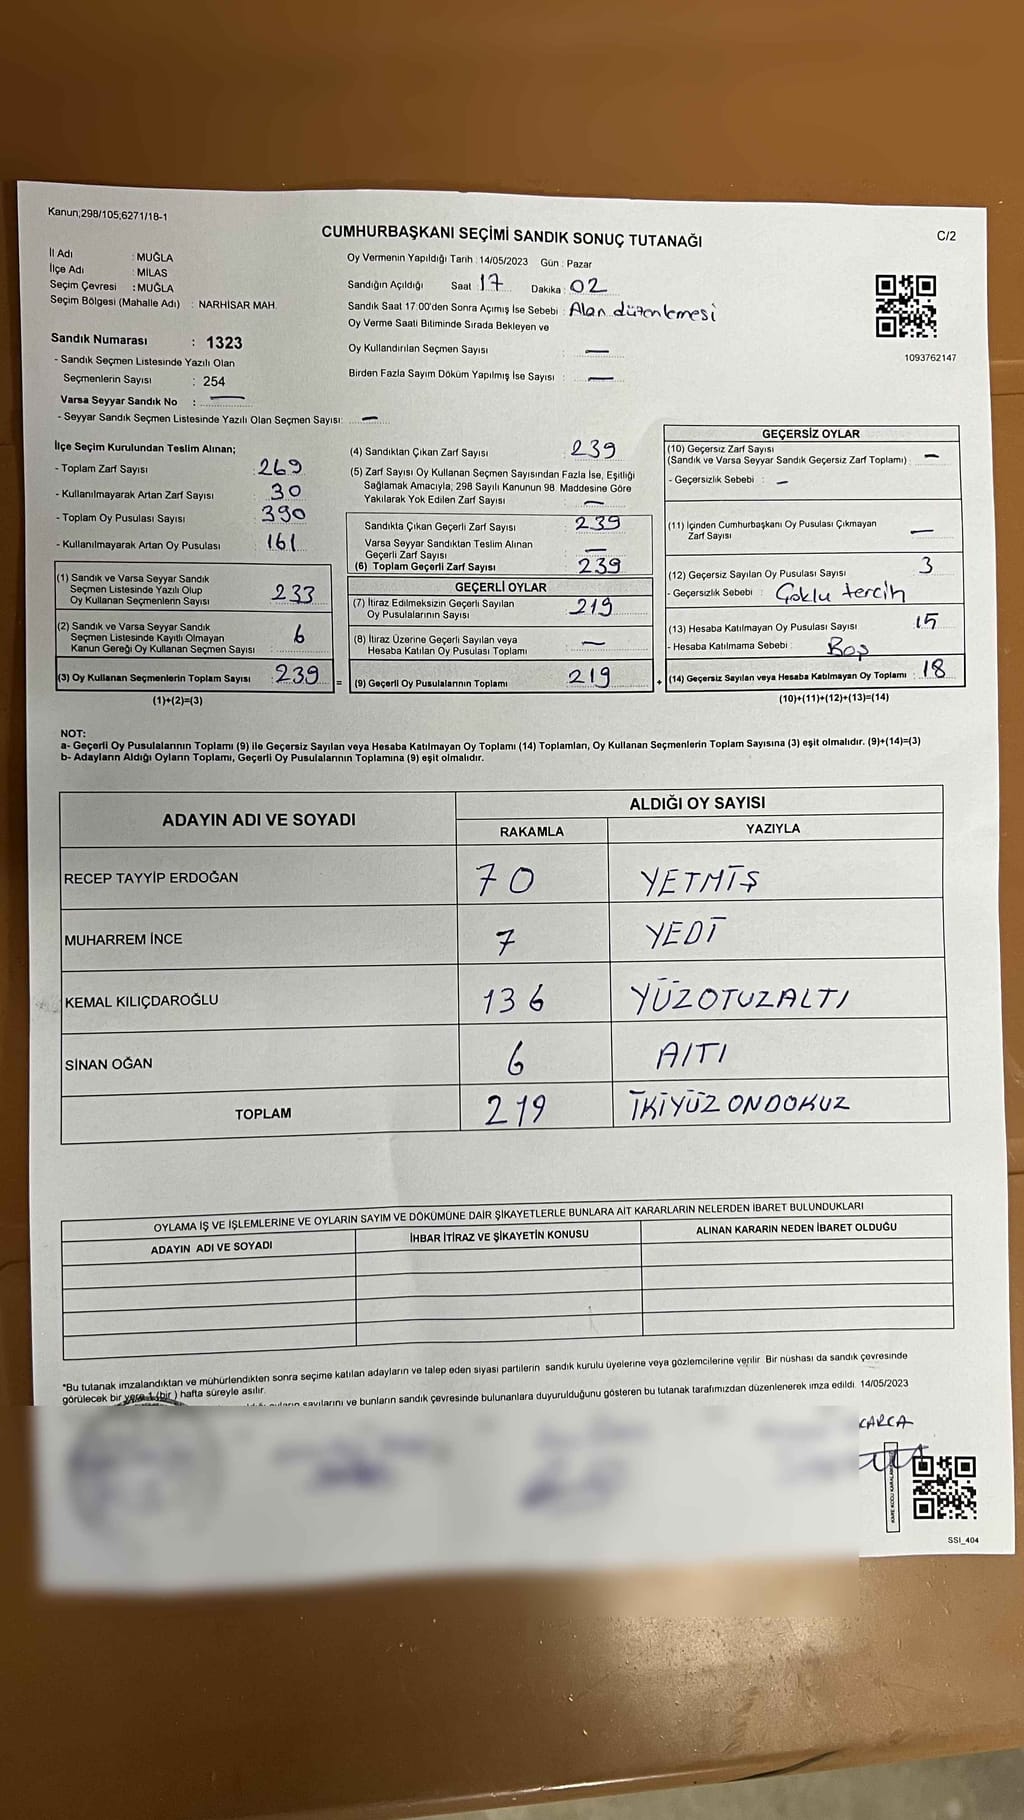 Kanun;298/105;6271/18-1
CUMHURBAŞKANI SEÇİMİ SANDIK SONUÇ TUTANAĞI
C/2
İl Adı : MUĞLA
İlçe Adı : MİLAS
Seçim Çevresi : MUĞLA
Seçim Bölgesi (Mahalle Adı) : NARHİSAR MAH.
Sandık Numarası : 1323
- Sandık Seçmen Listesinde Yazılı Olan
Seçmenlerin Sayısı : 254
Varsa Seyyar Sandık No : —
- Seyyar Sandık Seçmen Listesinde Yazılı Olan Seçmen Sayısı: —
Oy Vermenin Yapıldığı Tarih : 14/05/2023 Gün : Pazar
Sandığın Açıldığı Saat 17 Dakika : 02
Sandık Saat 17:00'den Sonra Açımış İse Sebebi : Alan düzenlemesi
Oy Verme Saati Bitiminde Sırada Bekleyen ve
Oy Kullandırılan Seçmen Sayısı : —
Birden Fazla Sayım Döküm Yapılmış İse Sayısı : —
1093762147
İlçe Seçim Kurulundan Teslim Alınan;
- Toplam Zarf Sayısı : 269
- Kullanılmayarak Artan Zarf Sayısı : 30
- Toplam Oy Pusulası Sayısı : 390
- Kullanılmayarak Artan Oy Pusulası : 161
(1) Sandık ve Varsa Seyyar Sandık
Seçmen Listesinde Yazılı Olup
Oy Kullanan Seçmenlerin Sayısı : 233
(2) Sandık ve Varsa Seyyar Sandık
Seçmen Listesinde Kayıtlı Olmayan
Kanun Gereği Oy Kullanan Seçmen Sayısı : 6
(3) Oy Kullanan Seçmenlerin Toplam Sayısı : 239 =
(1)+(2)=(3)
(4) Sandıktan Çıkan Zarf Sayısı : 239
(5) Zarf Sayısı Oy Kullanan Seçmen Sayısından Fazla İse, Eşitliği
Sağlamak Amacıyla, 298 Sayılı Kanunun 98. Maddesine Göre
Yakılarak Yok Edilen Zarf Sayısı : —
Sandıkta Çıkan Geçerli Zarf Sayısı : 239
Varsa Seyyar Sandıktan Teslim Alınan
Geçerli Zarf Sayısı : —
(6) Toplam Geçerli Zarf Sayısı : 239
GEÇERLİ OYLAR
(7) İtiraz Edilmeksizin Geçerli Sayılan
Oy Pusulalarının Sayısı : 219
(8) İtiraz Üzerine Geçerli Sayılan veya
Hesaba Katılan Oy Pusulası Toplamı : —
(9) Geçerli Oy Pusulalarının Toplamı : 219 +
GEÇERSİZ OYLAR
(10) Geçersiz Zarf Sayısı
(Sandık ve Varsa Seyyar Sandık Geçersiz Zarf Toplamı) : —
- Geçersizlik Sebebi : —
(11) İçinden Cumhurbaşkanı Oy Pusulası Çıkmayan
Zarf Sayısı : —
(12) Geçersiz Sayılan Oy Pusulası Sayısı : 3
- Geçersizlik Sebebi : Çoklu tercih
(13) Hesaba Katılmayan Oy Pusulası Sayısı : 15
- Hesaba Katılmama Sebebi : Boş
(14) Geçersiz Sayılan veya Hesaba Katılmayan Oy Toplamı : 18
(10)+(11)+(12)+(13)=(14)
NOT:
a- Geçerli Oy Pusulalarının Toplamı (9) ile Geçersiz Sayılan veya Hesaba Katılmayan Oy Toplamı (14) Toplamları, Oy Kullanan Seçmenlerin Toplam Sayısına (3) eşit olmalıdır. (9)+(14)=(3)
b- Adayların Aldığı Oyların Toplamı, Geçerli Oy Pusulalarının Toplamına (9) eşit olmalıdır.
ADAYIN ADI VE SOYADI
ALDIĞI OY SAYISI
RAKAMLA YAZIYLA
RECEP TAYYİP ERDOĞAN 70 YETMİŞ
MUHARREM İNCE 7 YEDİ
KEMAL KILIÇDAROĞLU 136 YÜZOTUZALTI
SİNAN OĞAN 6 AlTI
TOPLAM 219 İKİYÜZ ONDOKUZ
OYLAMA İŞ VE İŞLEMLERİNE VE OYLARIN SAYIM VE DÖKÜMÜNE DAİR ŞİKAYETLERLE BUNLARA AİT KARARLARIN NELERDEN İBARET BULUNDUKLARI
ADAYIN ADI VE SOYADI İHBAR İTİRAZ VE ŞİKAYETİN KONUSU ALINAN KARARIN NEDEN İBARET OLDUĞU
*Bu tutanak imzalandıktan ve mühürlendikten sonra seçime katılan adayların ve talep eden siyasi partilerin sandık kurulu üyelerine veya gözlemcilerine verilir Bir nüshası da sandık çevresinde
görülecek bir yere 1 (bir ) hafta süreyle asılır.
sayılarını ve bunların sandık çevresinde bulunanlara duyurulduğunu gösteren bu tutanak tarafımızdan düzenlenerek imza edildi. 14/05/2023
KARCA
KARE KODU KARALAMA
SSI_404